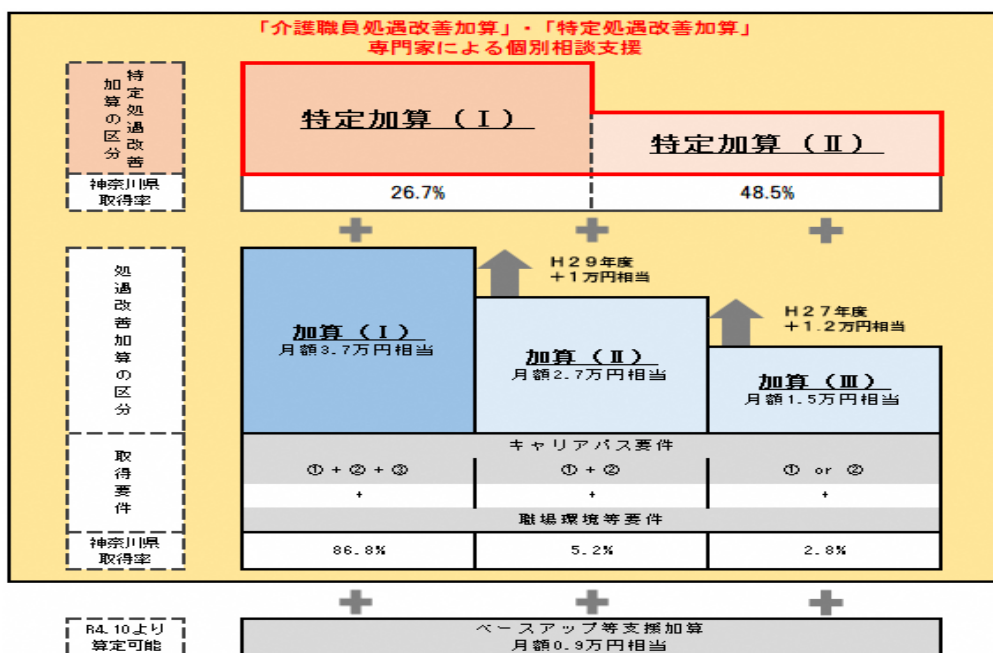 「介護職員処遇改善加算」・「特定処遇改善加算」
専門家による個別相談支援
特定処遇改善
加算の区分
特定加算（Ⅰ）
特定加算（Ⅱ）
神奈川県
取得率
26.7%
48.5%
+ + +
処遇改善加算の区分
H29年度
+1万円相当
H27年度
+1.2万円相当
加算（Ⅰ）
月額3.7万円相当
加算（Ⅱ）
月額2.7万円相当
加算（Ⅲ）
月額1.5万円相当
取得要件
キャリアパス要件
①+②+③
①+②
① or ②
+ + +
職場環境等要件
神奈川県
取得率
86.8%
5.2%
2.8%
+ + +
R4.10より
算定可能
ベースアップ等支援加算
月額0.9万円相当